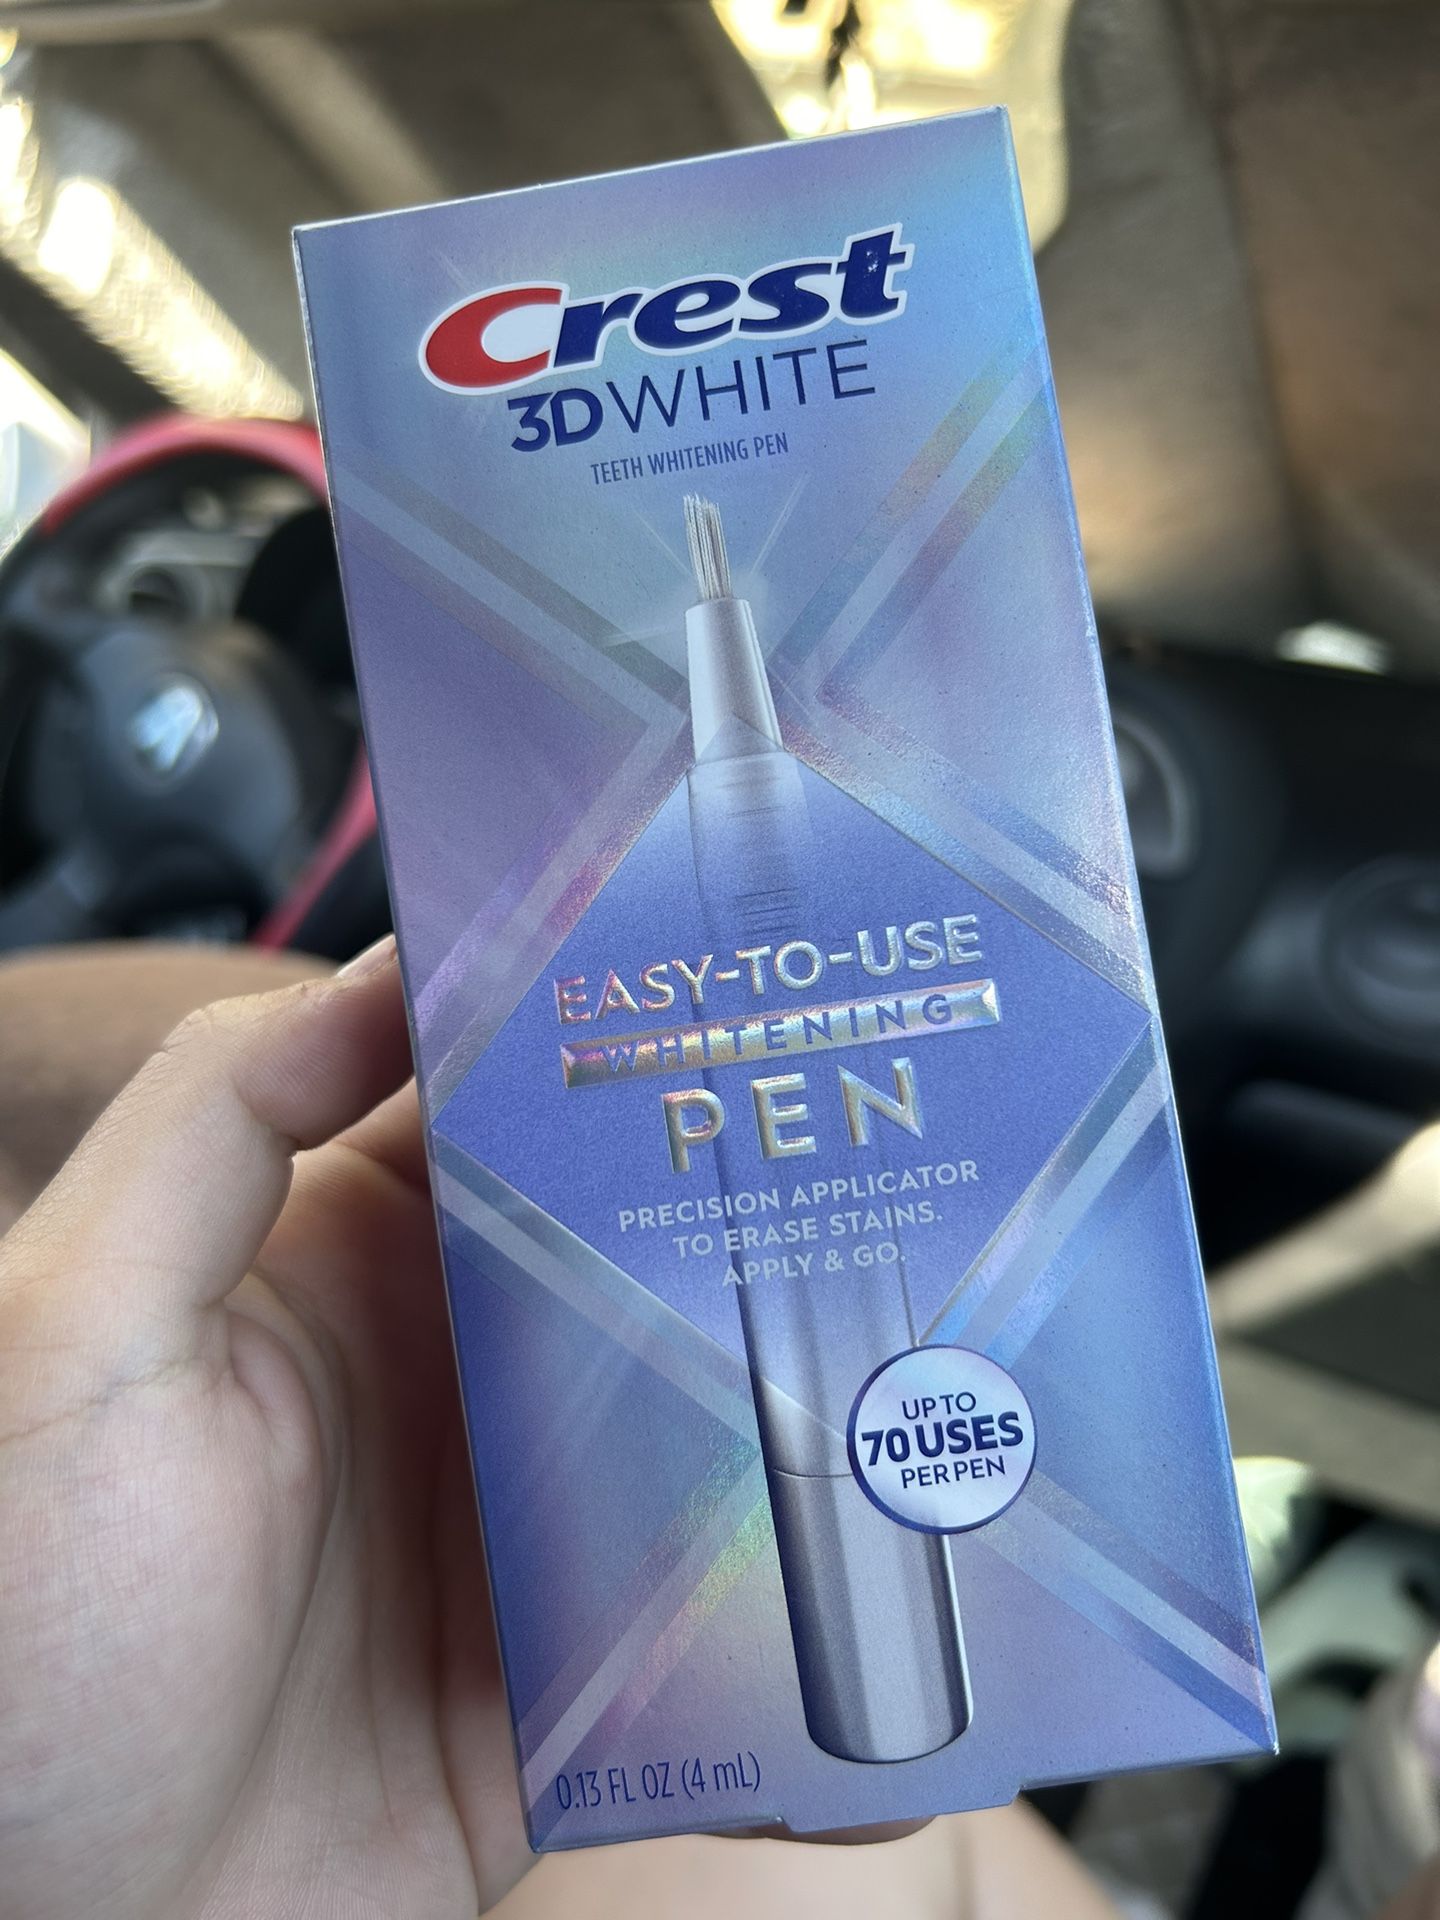 Crest
3D WHITE
TEETH WHITENING PEN
EASY-TO-USE
WHITENING
PEN
PRECISION APPLICATOR
TO ERASE STAINS.
APPLY & GO.
UP TO
70 USES
PER PEN
0.13 FL OZ (4 mL)